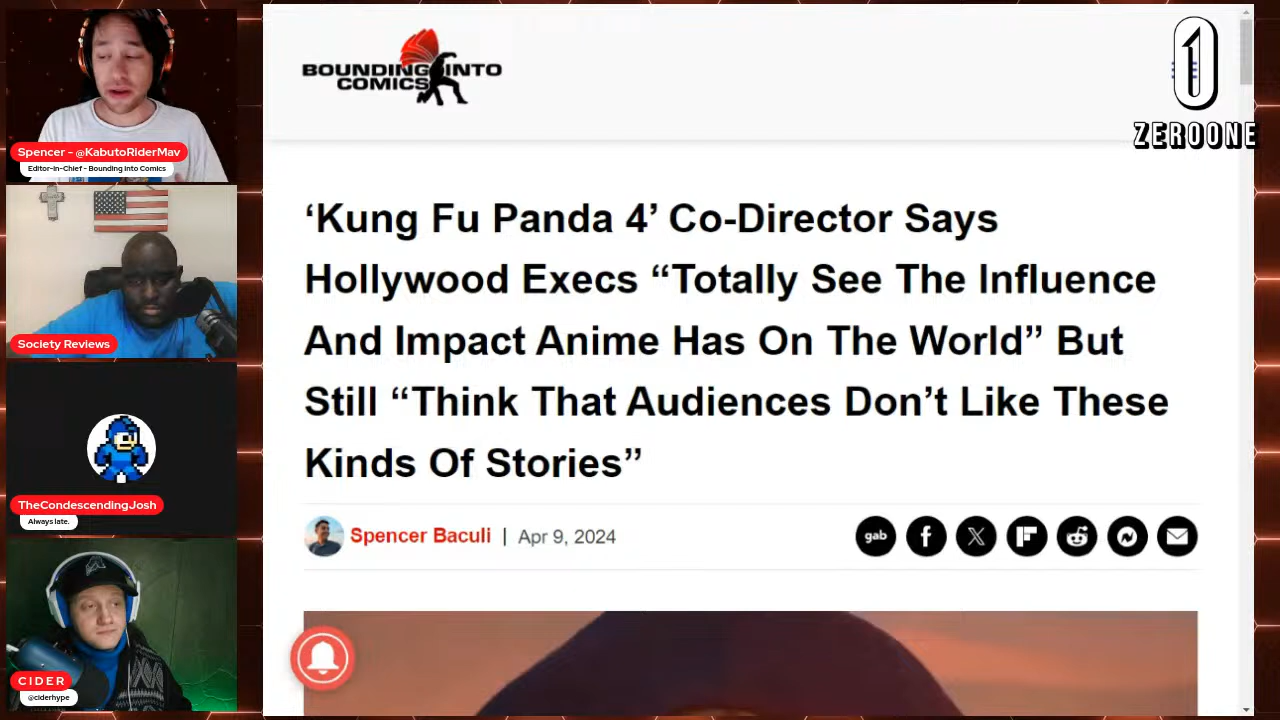 Spencer - @KabutoRiderMav
Editor-in-Chief - Bounding Into Comics
Society Reviews
TheCondescendingJosh
Always late.
CIDER
@ciderhype
BOUNDING INTO
COMICS
ZEROONE
‘Kung Fu Panda 4’ Co-Director Says
Hollywood Execs “Totally See The Influence
And Impact Anime Has On The World” But
Still “Think That Audiences Don’t Like These
Kinds Of Stories”
Spencer Baculi | Apr 9, 2024
gab